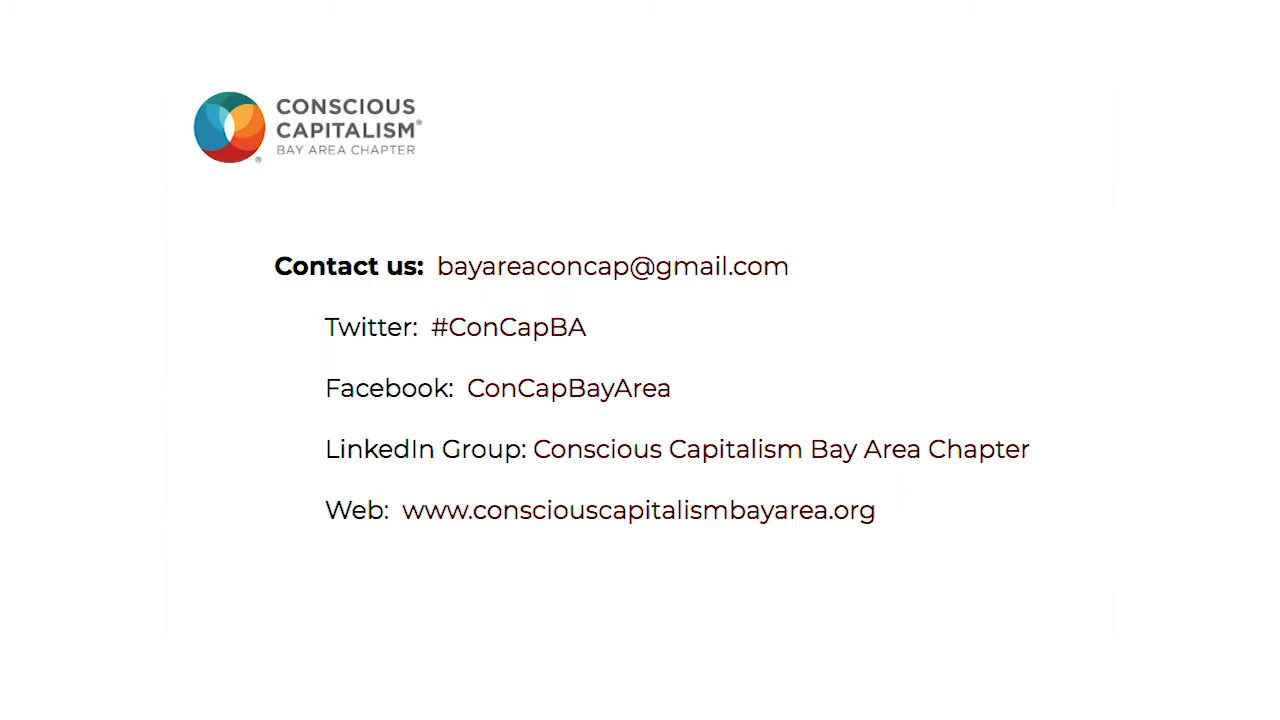 CONSCIOUS
CAPITALISM®
BAY AREA CHAPTER
®
Contact us: bayareaconcap@gmail.com
Twitter: #ConCapBA
Facebook: ConCapBayArea
LinkedIn Group: Conscious Capitalism Bay Area Chapter
Web: www.consciouscapitalismbayarea.org